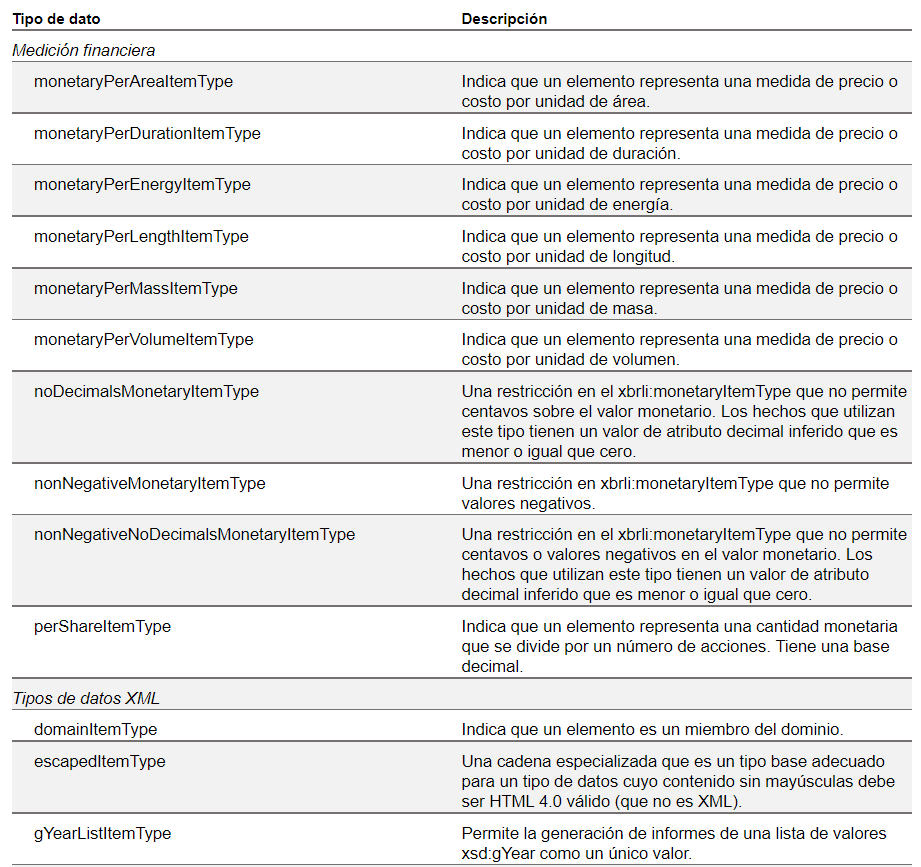 Tipo de dato
Descripción
Medición financiera
monetaryPerAreaItemType
Indica que un elemento representa una medida de precio o
costo por unidad de área.
monetaryPerDurationItemType
Indica que un elemento representa una medida de precio o
costo por unidad de duración.
monetaryPerEnergyItemType
Indica que un elemento representa una medida de precio o
costo por unidad de energía.
monetaryPerLengthItemType
Indica que un elemento representa una medida de precio o
costo por unidad de longitud.
monetaryPerMassItemType
Indica que un elemento representa una medida de precio o
costo por unidad de masa.
monetaryPerVolumeItemType
Indica que un elemento representa una medida de precio o
costo por unidad de volumen.
noDecimalsMonetaryItemType
Una restricción en el xbrli:monetaryItemType que no permite
centavos sobre el valor monetario. Los hechos que utilizan
este tipo tienen un valor de atributo decimal inferido que es
menor o igual que cero.
nonNegativeMonetaryItemType
Una restricción en xbrli:monetaryItemType que no permite
valores negativos.
nonNegativeNoDecimalsMonetaryItemType
Una restricción en el xbrli:monetaryItemType que no permite
centavos o valores negativos en el valor monetario. Los
hechos que utilizan este tipo tienen un valor de atributo
decimal inferido que es menor o igual que cero.
perShareItemType
Indica que un elemento representa una cantidad monetaria
que se divide por un número de acciones. Tiene una base
decimal.
Tipos de datos XML
domainItemType
Indica que un elemento es un miembro del dominio.
escapedItemType
Una cadena especializada que es un tipo base adecuado
para un tipo de datos cuyo contenido sin mayúsculas debe
ser HTML 4.0 válido (que no es XML).
gYearListItemType
Permite la generación de informes de una lista de valores
xsd:gYear como un único valor.